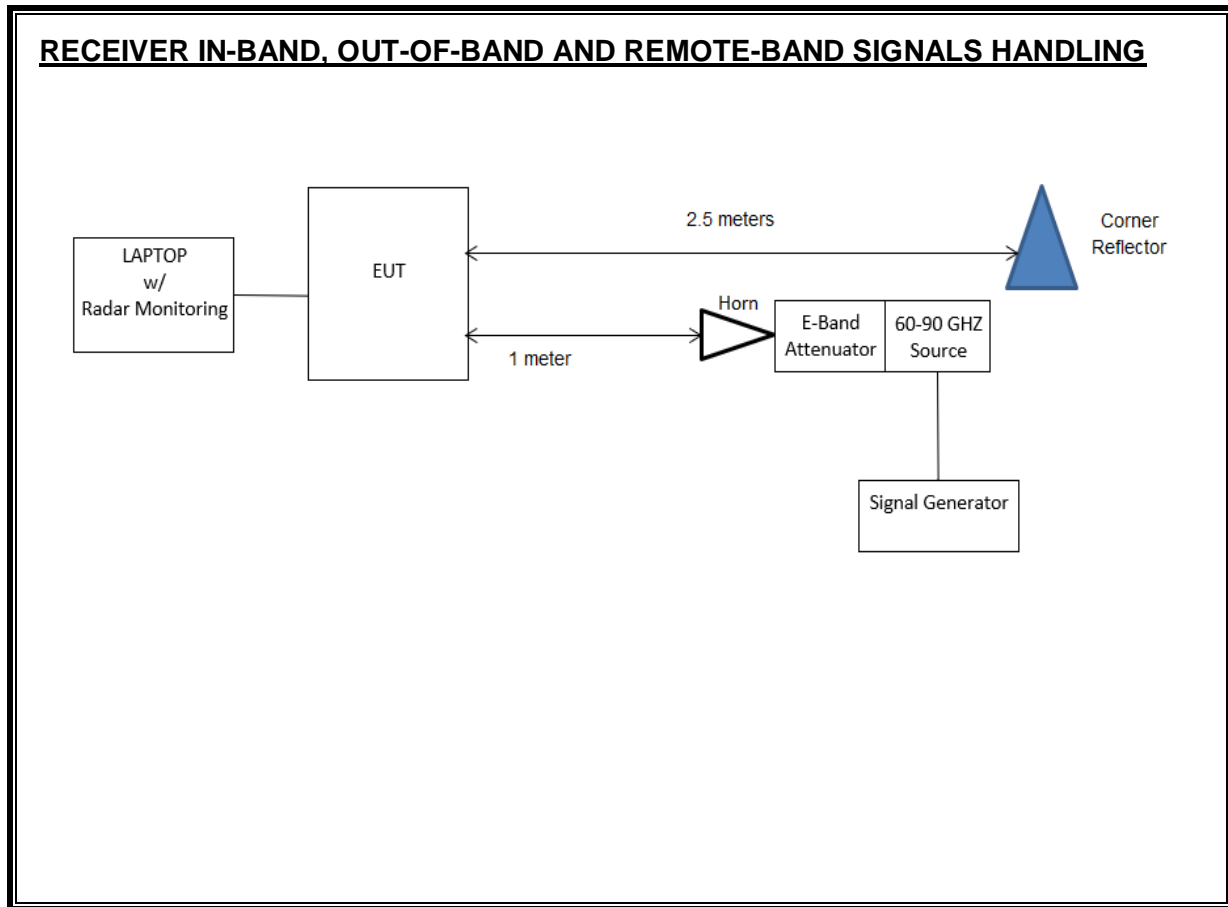 RECEIVER IN-BAND, OUT-OF-BAND AND REMOTE-BAND SIGNALS HANDLING
LAPTOP
w/
Radar Monitoring
EUT
2.5 meters
Corner
Reflector
1 meter
Horn
E-Band
Attenuator
60-90 GHZ
Source
Signal Generator